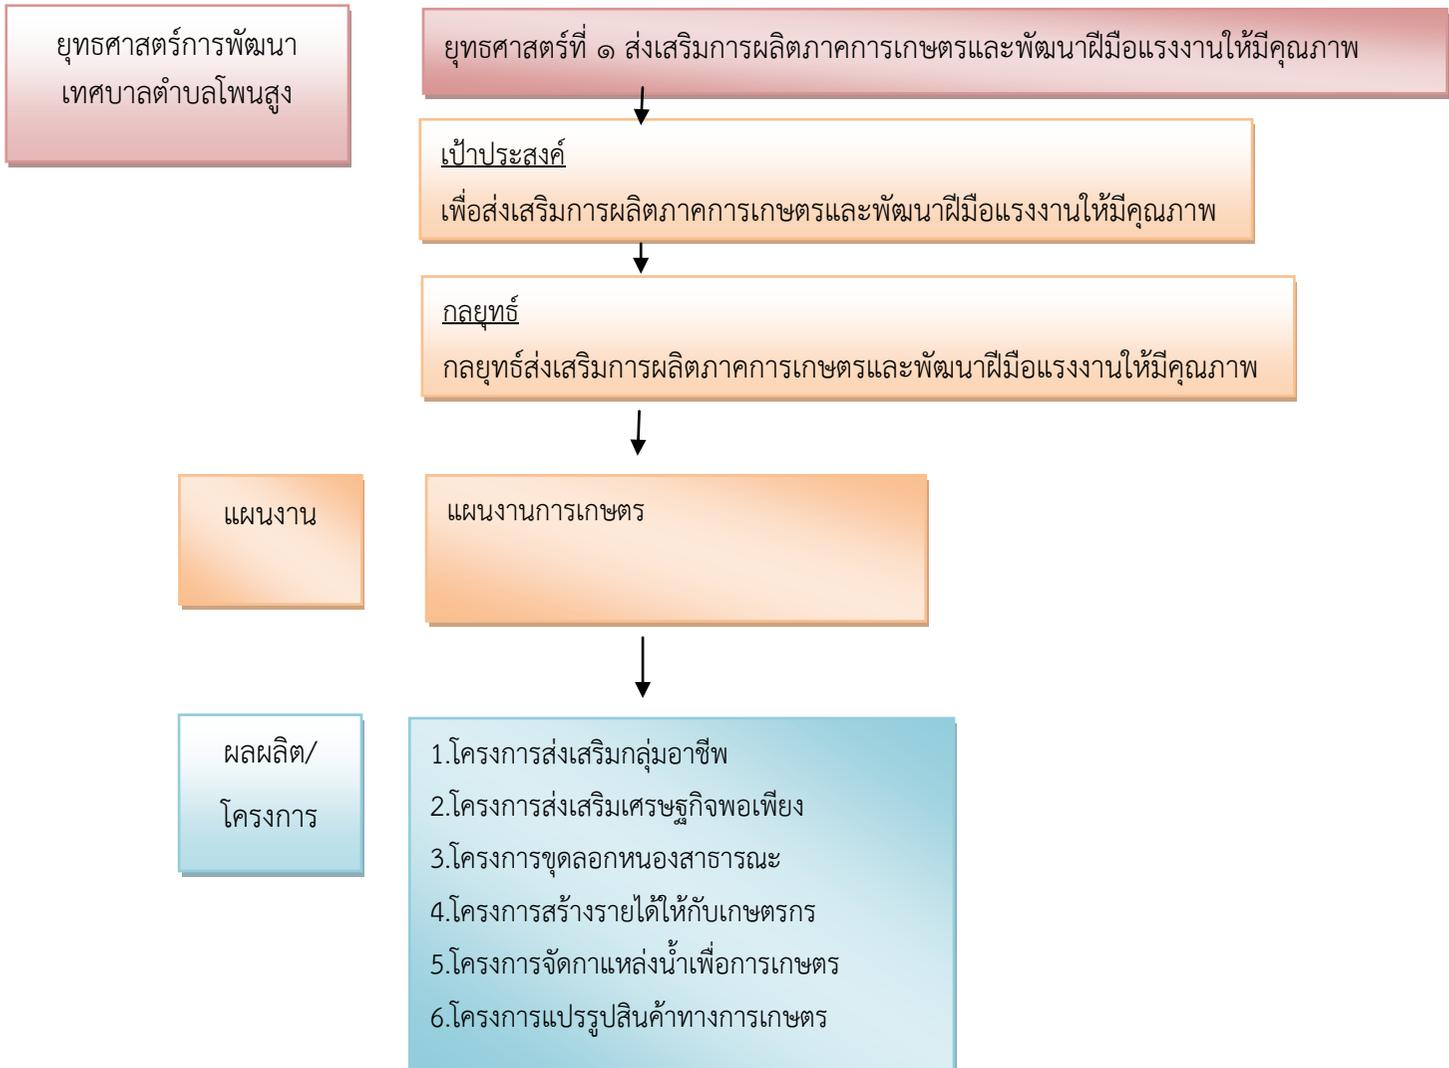 ยุทธศาสตร์การพัฒนา
เทศบาลตำบลโพนสูง
ยุทธศาสตร์ที่ ๑ ส่งเสริมการผลิตภาคการเกษตรและพัฒนาฝีมือแรงงานให้มีคุณภาพ
เป้าประสงค์
เพื่อส่งเสริมการผลิตภาคการเกษตรและพัฒนาฝีมือแรงงานให้มีคุณภาพ
กลยุทธ์
กลยุทธ์ส่งเสริมการผลิตภาคการเกษตรและพัฒนาฝีมือแรงงานให้มีคุณภาพ
แผนงาน
แผนงานการเกษตร
ผลผลิต/
โครงการ
1.โครงการส่งเสริมกลุ่มอาชีพ
2.โครงการส่งเสริมเศรษฐกิจพอเพียง
3.โครงการขุดลอกหนองสาธารณะ
4.โครงการสร้างรายได้ให้กับเกษตรกร
5.โครงการจัดกาแหล่งน้ำเพื่อการเกษตร
6.โครงการแปรรูปสินค้าทางการเกษตร